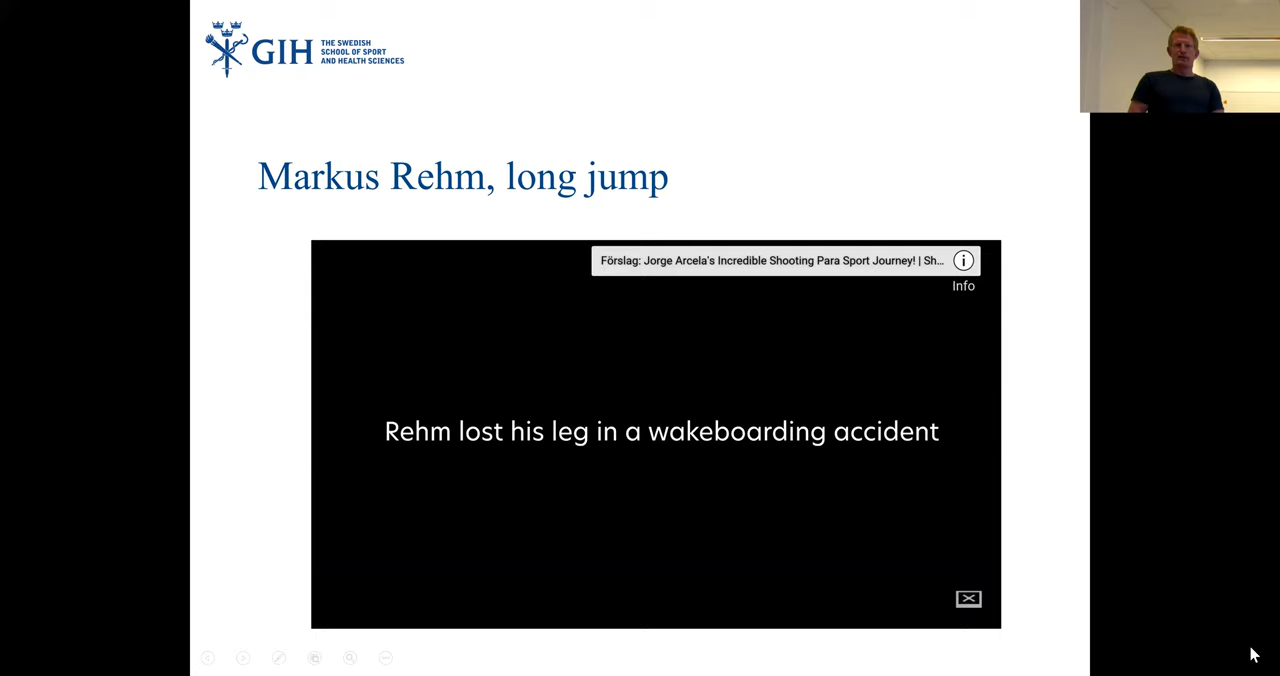 GIH
THE SWEDISH
SCHOOL OF SPORT
AND HEALTH SCIENCES
Markus Rehm, long jump
Förslag: Jorge Arcela's Incredible Shooting Para Sport Journey! | Sh...
Info
Rehm lost his leg in a wakeboarding accident